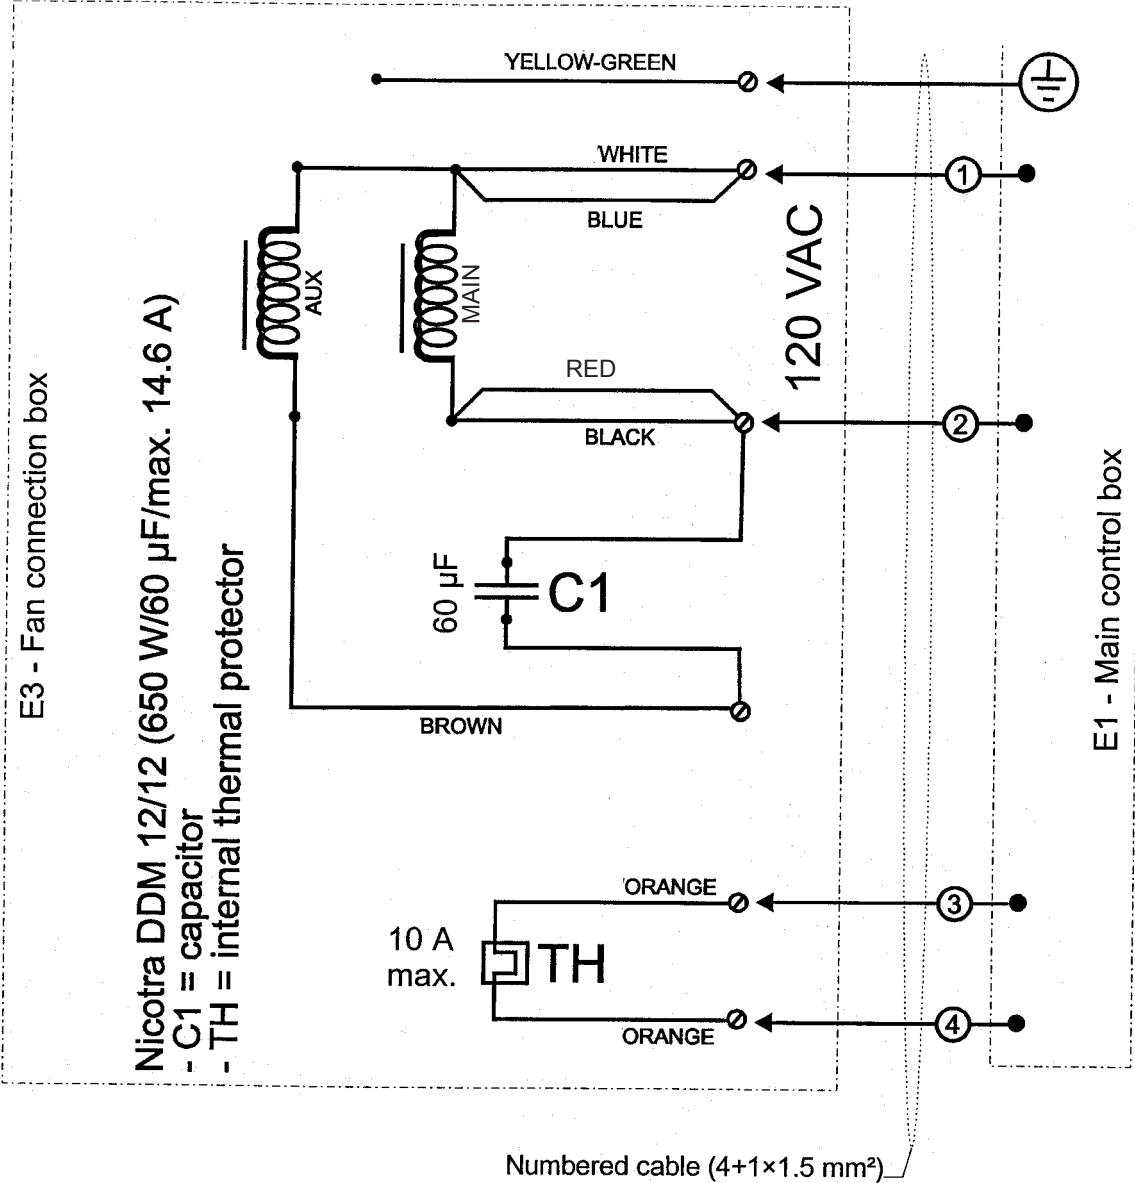 YELLOW-GREEN
WHITE
1
BLUE
AUX
MAIN
120 VAC
RED
2
BLACK
60 µF
C1
BROWN
E3 - Fan connection box
Nicotra DDM 12/12 (650 W/60 µF/max. 14.6 A)
- C1 = capacitor
- TH = internal thermal protector
E1 - Main control box
ORANGE
3
10 A
max.
TH
4
ORANGE
Numbered cable (4+1×1.5 mm²)